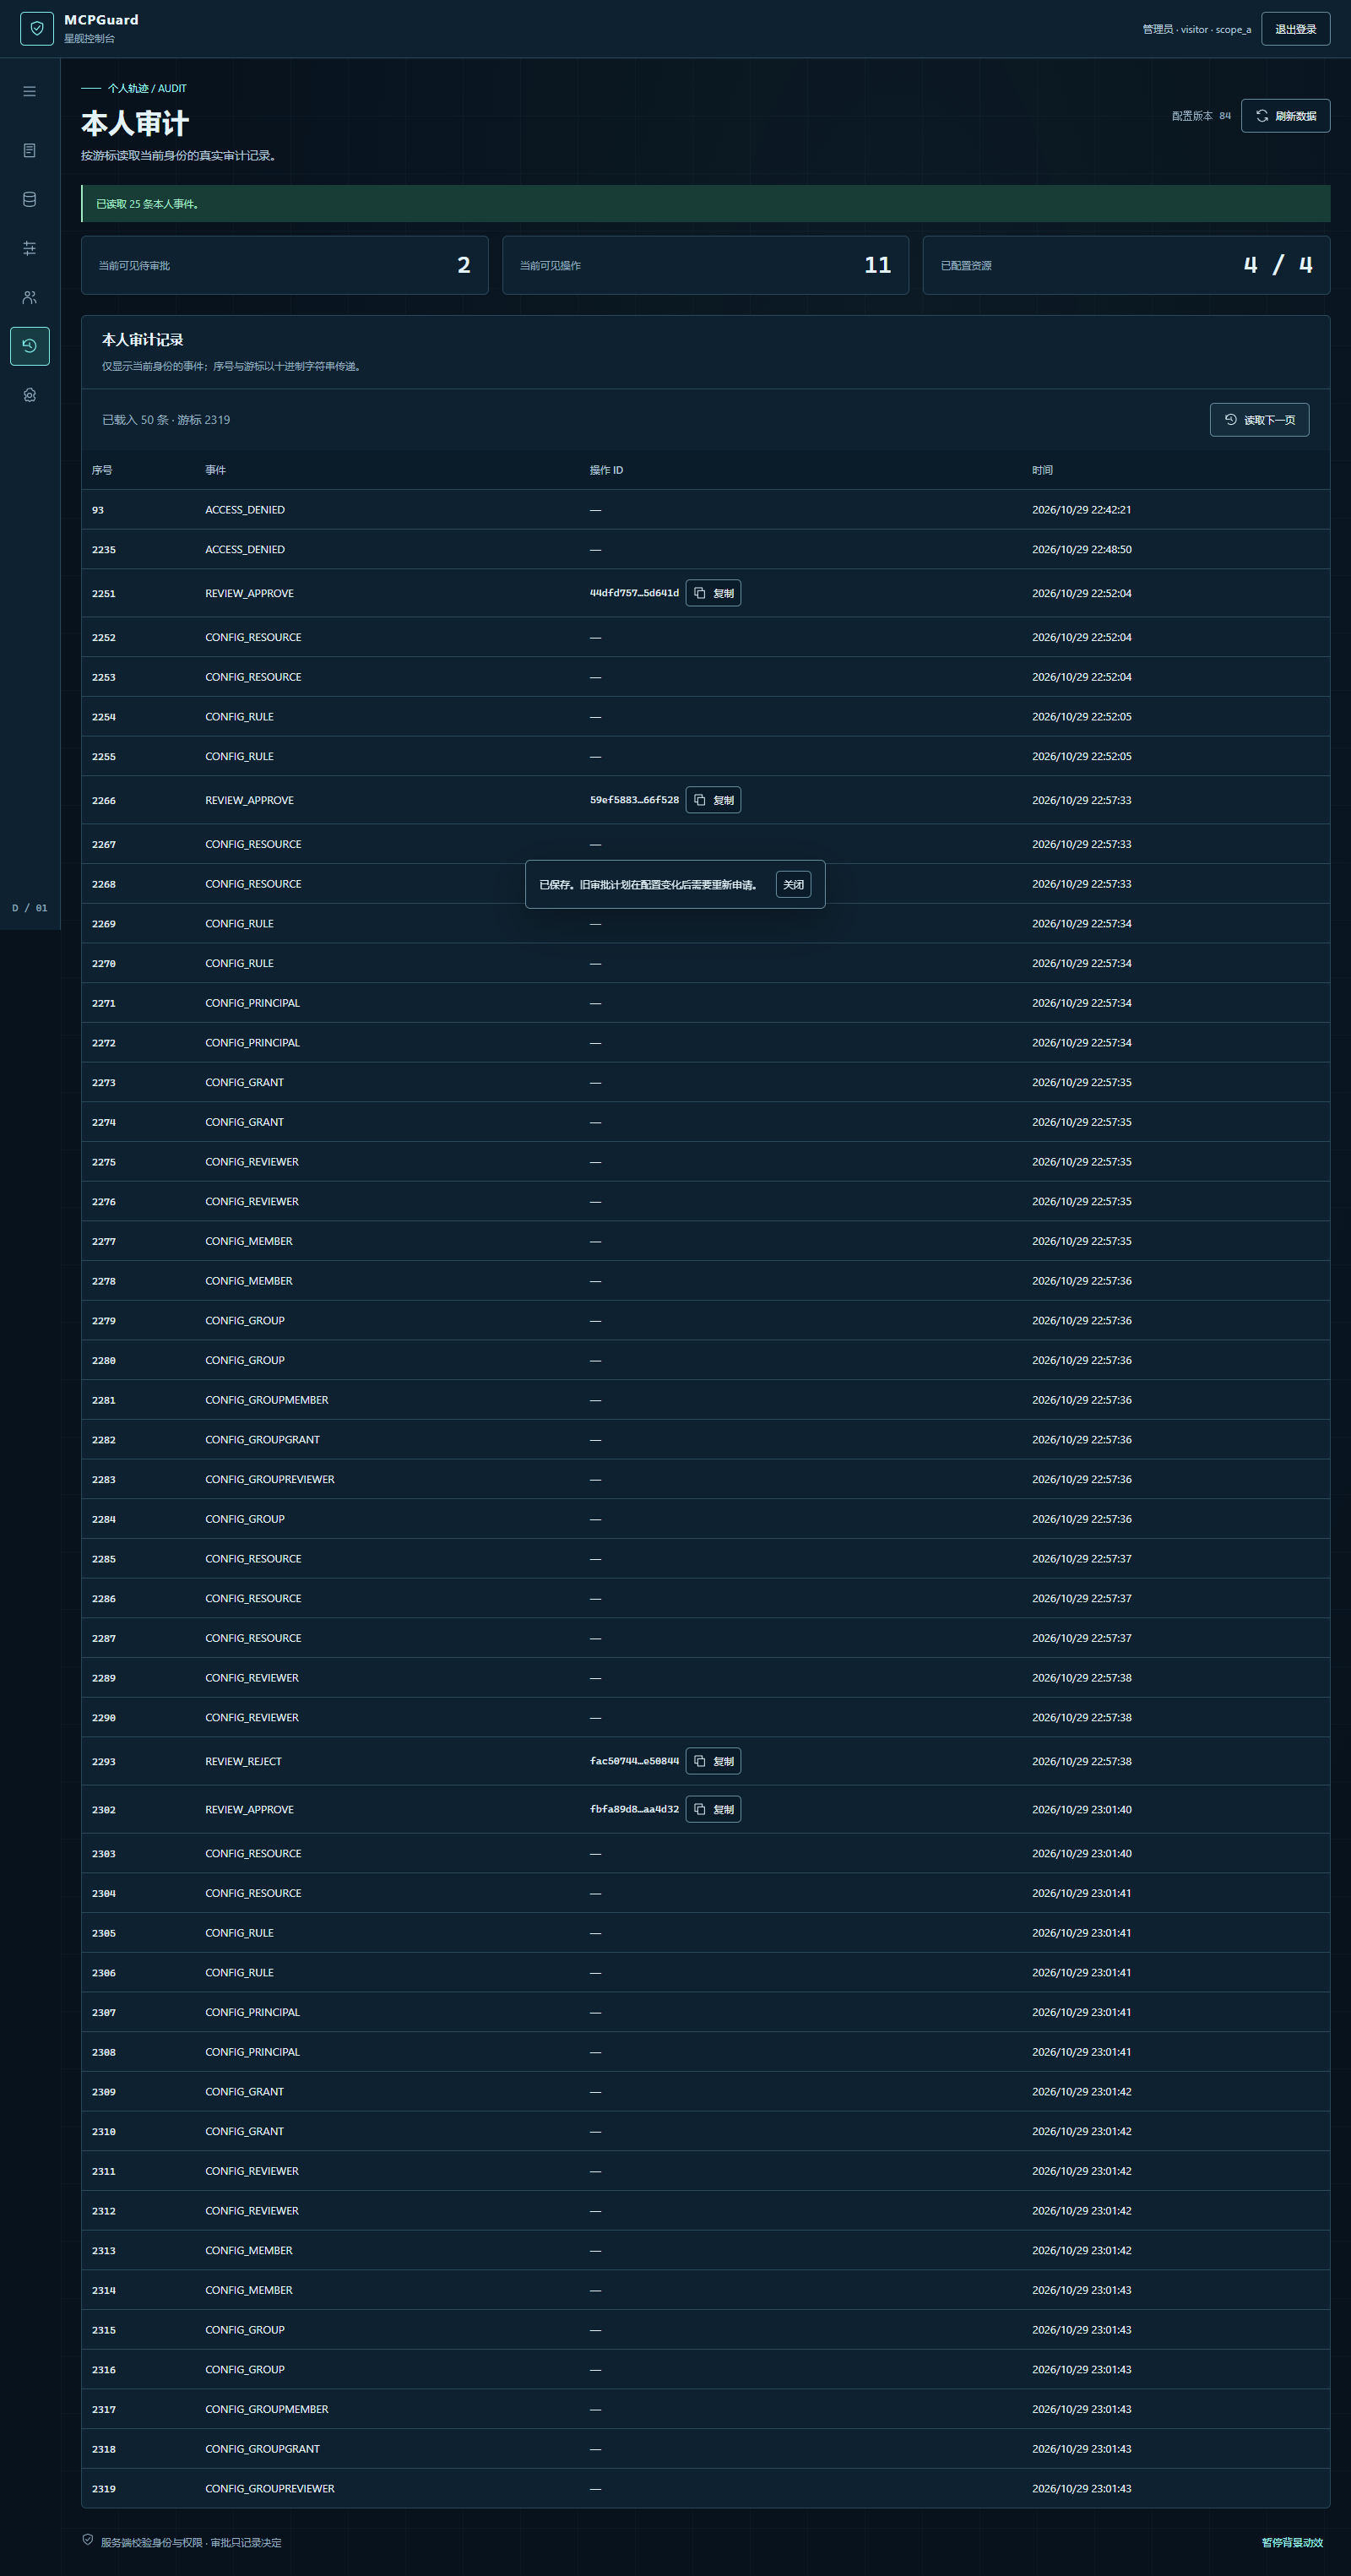 MCPGuard
星舰控制台
管理员 · visitor · scope_a
退出登录
个人轨迹 / AUDIT
本人审计
按游标读取当前身份的真实审计记录。
配置版本 84
刷新数据
已读取 25 条本人事件。
当前可见待审批 2
当前可见操作 11
已配置资源 4 / 4
本人审计记录
仅显示当前身份的事件；序号与游标以十进制字符串传递。
已载入 50 条 · 游标 2319
读取下一页
序号 事件 操作 ID 时间
93 ACCESS_DENIED — 2026/10/29 22:42:21
2235 ACCESS_DENIED — 2026/10/29 22:48:50
2251 REVIEW_APPROVE 44dfd757…5d641d 复制 2026/10/29 22:52:04
2252 CONFIG_RESOURCE — 2026/10/29 22:52:04
2253 CONFIG_RESOURCE — 2026/10/29 22:52:04
2254 CONFIG_RULE — 2026/10/29 22:52:05
2255 CONFIG_RULE — 2026/10/29 22:52:05
2266 REVIEW_APPROVE 59ef5883…66f528 复制 2026/10/29 22:57:33
2267 CONFIG_RESOURCE — 2026/10/29 22:57:33
2268 CONFIG_RESOURCE 2026/10/29 22:57:33
已保存。旧审批计划在配置变化后需要重新申请。 关闭
2269 CONFIG_RULE — 2026/10/29 22:57:34
2270 CONFIG_RULE — 2026/10/29 22:57:34
2271 CONFIG_PRINCIPAL — 2026/10/29 22:57:34
2272 CONFIG_PRINCIPAL — 2026/10/29 22:57:34
2273 CONFIG_GRANT — 2026/10/29 22:57:35
2274 CONFIG_GRANT — 2026/10/29 22:57:35
2275 CONFIG_REVIEWER — 2026/10/29 22:57:35
2276 CONFIG_REVIEWER — 2026/10/29 22:57:35
2277 CONFIG_MEMBER — 2026/10/29 22:57:35
2278 CONFIG_MEMBER — 2026/10/29 22:57:36
2279 CONFIG_GROUP — 2026/10/29 22:57:36
2280 CONFIG_GROUP — 2026/10/29 22:57:36
2281 CONFIG_GROUPMEMBER — 2026/10/29 22:57:36
2282 CONFIG_GROUPGRANT — 2026/10/29 22:57:36
2283 CONFIG_GROUPREVIEWER — 2026/10/29 22:57:36
2284 CONFIG_GROUP — 2026/10/29 22:57:36
2285 CONFIG_RESOURCE — 2026/10/29 22:57:37
2286 CONFIG_RESOURCE — 2026/10/29 22:57:37
2287 CONFIG_RESOURCE — 2026/10/29 22:57:37
2289 CONFIG_REVIEWER — 2026/10/29 22:57:38
2290 CONFIG_REVIEWER — 2026/10/29 22:57:38
2293 REVIEW_REJECT fac50744…e50844 复制 2026/10/29 22:57:38
2302 REVIEW_APPROVE fbfa89d8…aa4d32 复制 2026/10/29 23:01:40
2303 CONFIG_RESOURCE — 2026/10/29 23:01:40
2304 CONFIG_RESOURCE — 2026/10/29 23:01:41
2305 CONFIG_RULE — 2026/10/29 23:01:41
2306 CONFIG_RULE — 2026/10/29 23:01:41
2307 CONFIG_PRINCIPAL — 2026/10/29 23:01:41
2308 CONFIG_PRINCIPAL — 2026/10/29 23:01:41
2309 CONFIG_GRANT — 2026/10/29 23:01:42
2310 CONFIG_GRANT — 2026/10/29 23:01:42
2311 CONFIG_REVIEWER — 2026/10/29 23:01:42
2312 CONFIG_REVIEWER — 2026/10/29 23:01:42
2313 CONFIG_MEMBER — 2026/10/29 23:01:42
2314 CONFIG_MEMBER — 2026/10/29 23:01:43
2315 CONFIG_GROUP — 2026/10/29 23:01:43
2316 CONFIG_GROUP — 2026/10/29 23:01:43
2317 CONFIG_GROUPMEMBER — 2026/10/29 23:01:43
2318 CONFIG_GROUPGRANT — 2026/10/29 23:01:43
2319 CONFIG_GROUPREVIEWER — 2026/10/29 23:01:43
D / 01
服务端校验身份与权限 · 审批只记录决定
暂停背景动效